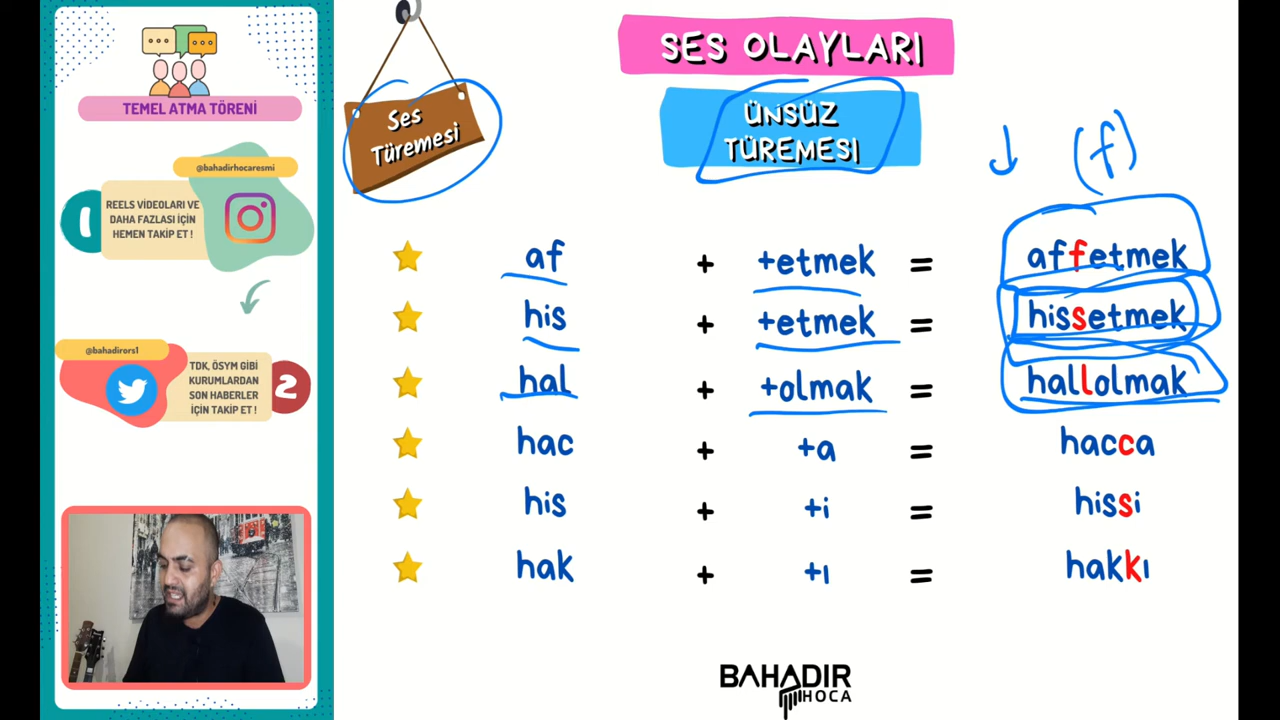 TEMEL ATMA TÖRENİ
@bahadirhocaresmi
1
REELS VİDEOLARI VE
DAHA FAZLASI İÇİN
HEMEN TAKİP ET !
@bahadirors1
TDK, ÖSYM GİBİ
KURUMLARDAN
SON HABERLER
İÇİN TAKİP ET !
2
SES OLAYLARI
Ses
Türemesi
ÜNSÜZ
TÜREMESİ
(f)
af + +etmek = affetmek
his + +etmek = hissetmek
hal + +olmak = hallolmak
hac + +a = hacca
his + +i = hissi
hak + +ı = hakkı
BAHADIR
HOCA